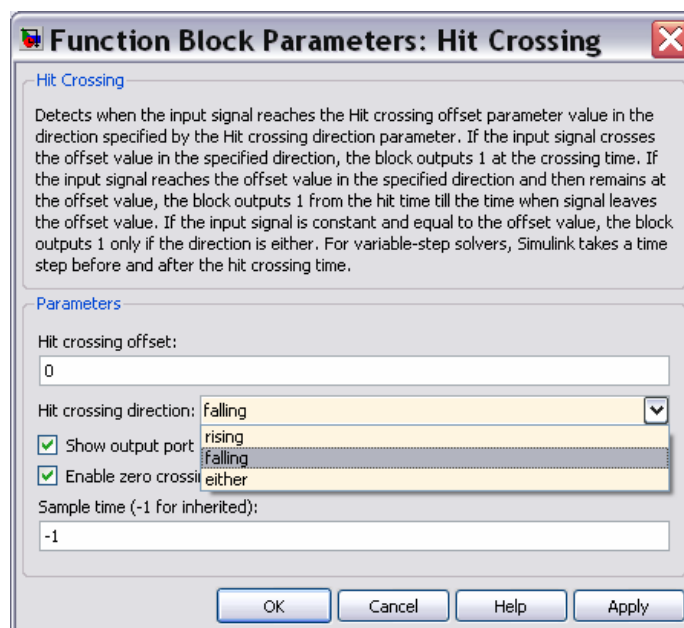 Function Block Parameters: Hit Crossing
Hit Crossing
Detects when the input signal reaches the Hit crossing offset parameter value in the
direction specified by the Hit crossing direction parameter. If the input signal crosses
the offset value in the specified direction, the block outputs 1 at the crossing time. If
the input signal reaches the offset value in the specified direction and then remains at
the offset value, the block outputs 1 from the hit time till the time when signal leaves
the offset value. If the input signal is constant and equal to the offset value, the block
outputs 1 only if the direction is either. For variable-step solvers, Simulink takes a time
step before and after the hit crossing time.
Parameters
Hit crossing offset:
0
Hit crossing direction: falling
Show output port
rising
falling
Enable zero
either
Sample time (-1 for inherited):
-1
OK Cancel Help Apply